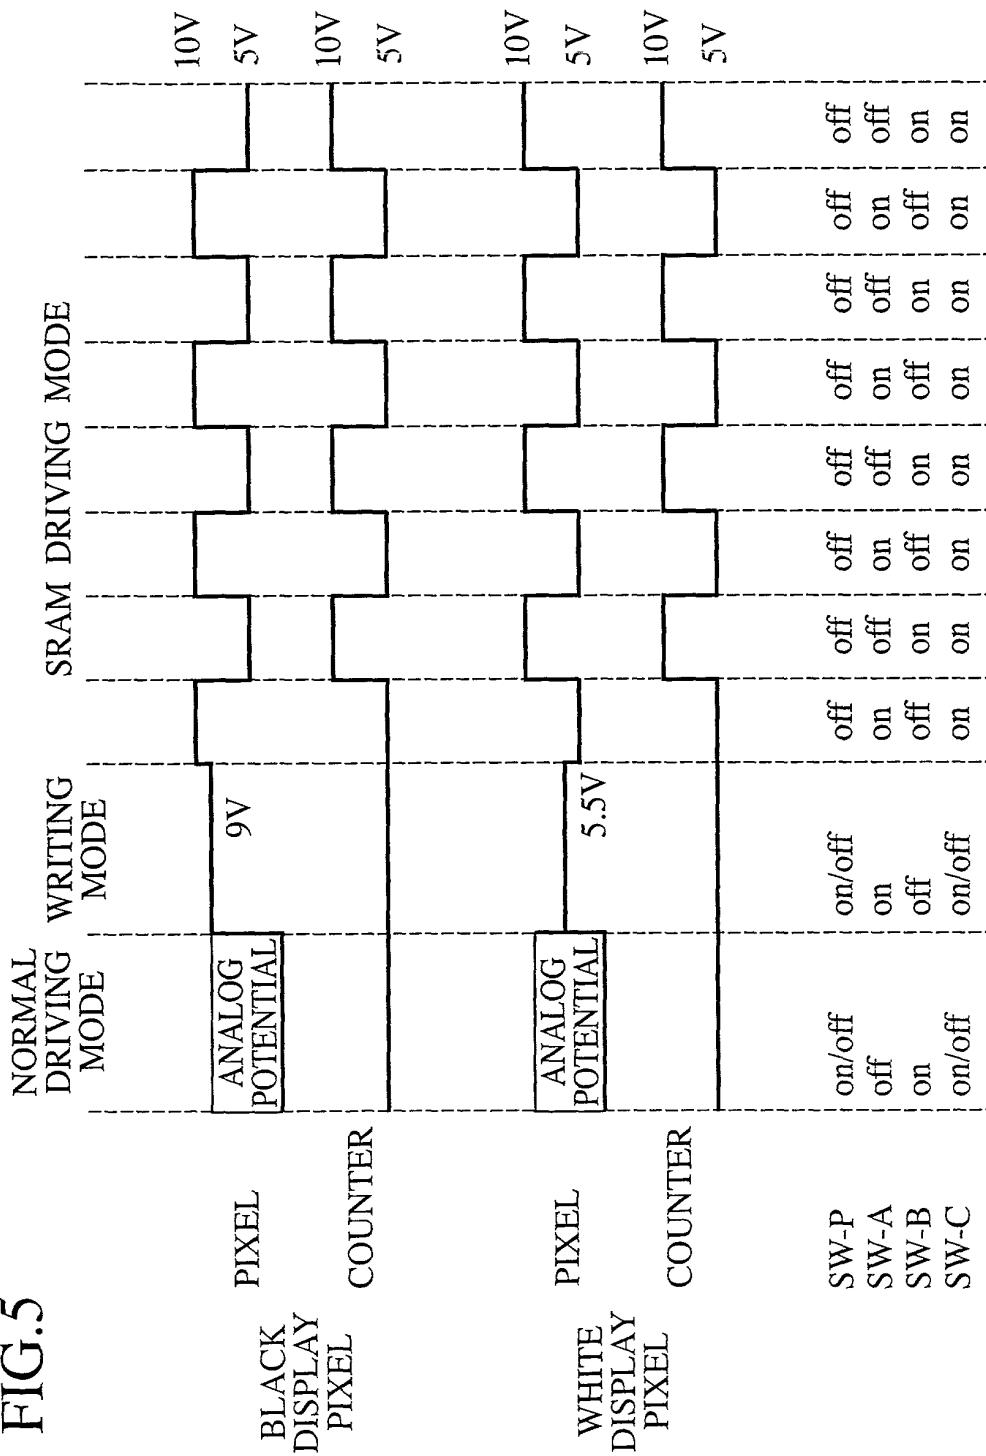 FIG.5
NORMAL
DRIVING
MODE
WRITING
MODE
SRAM DRIVING MODE
BLACK
DISPLAY
PIXEL
PIXEL
ANALOG
POTENTIAL
9V
10V
5V
COUNTER
10V
5V
WHITE
DISPLAY
PIXEL
PIXEL
ANALOG
POTENTIAL
5.5V
10V
5V
COUNTER
10V
5V
SW-P on/off on/off off off off off off off off off
SW-A off on on off on off on off on off
SW-B on off off on off on off on off on
SW-C on/off on/off on on on on on on on on